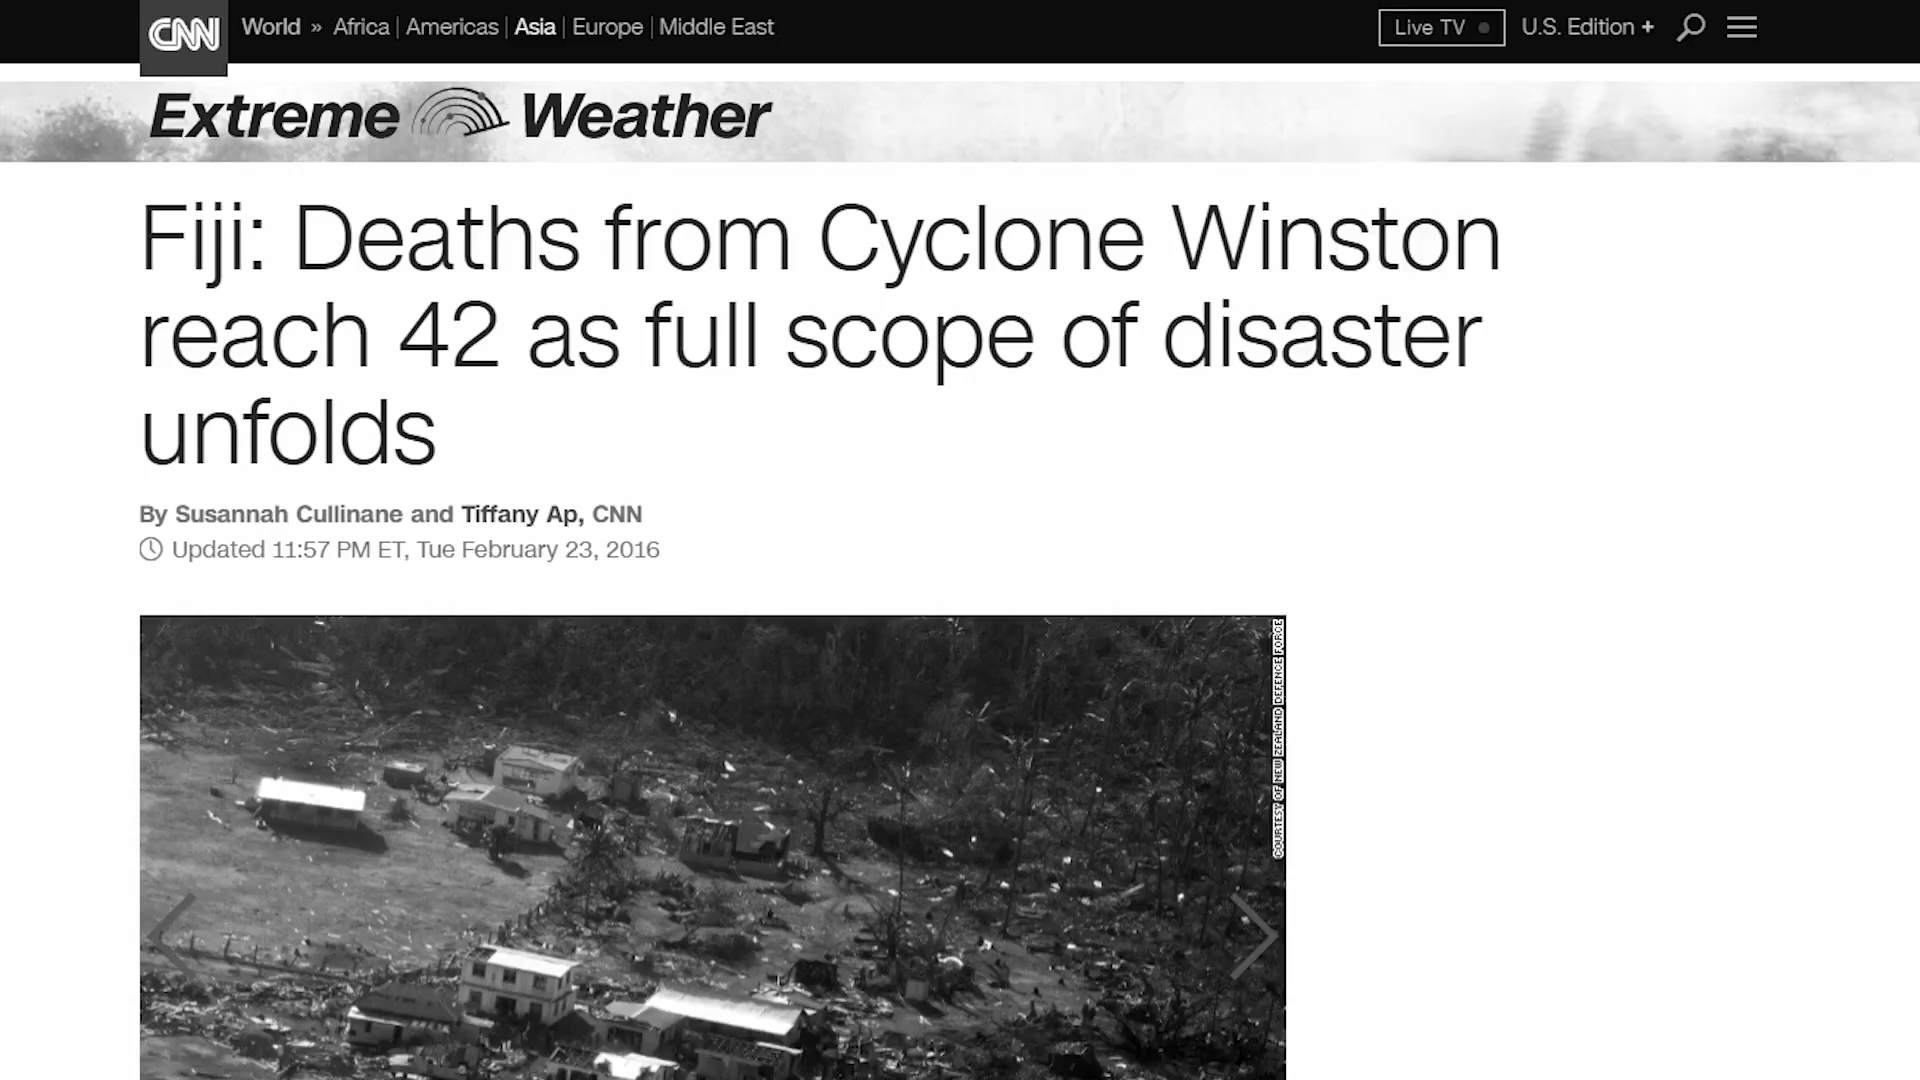 CNN World » Africa | Americas | Asia | Europe | Middle East Live TV U.S. Edition +
Extreme Weather
Fiji: Deaths from Cyclone Winston
reach 42 as full scope of disaster
unfolds
By Susannah Cullinane and Tiffany Ap, CNN
Updated 11:57 PM ET, Tue February 23, 2016
COURTESY OF NEW ZEALAND DEFENCE FORCE